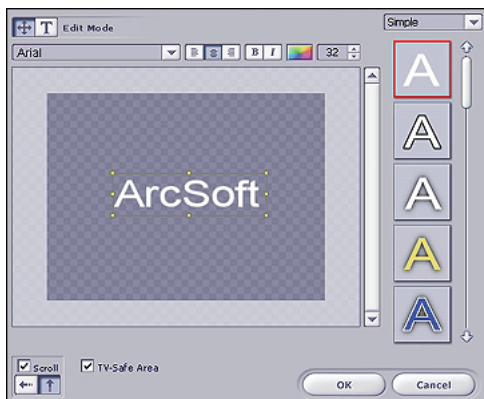 T Edit Mode
Simple
Arial
B I 32
A
ArcSoft
A
A
A
A
Scroll
TV-Safe Area
OK
Cancel